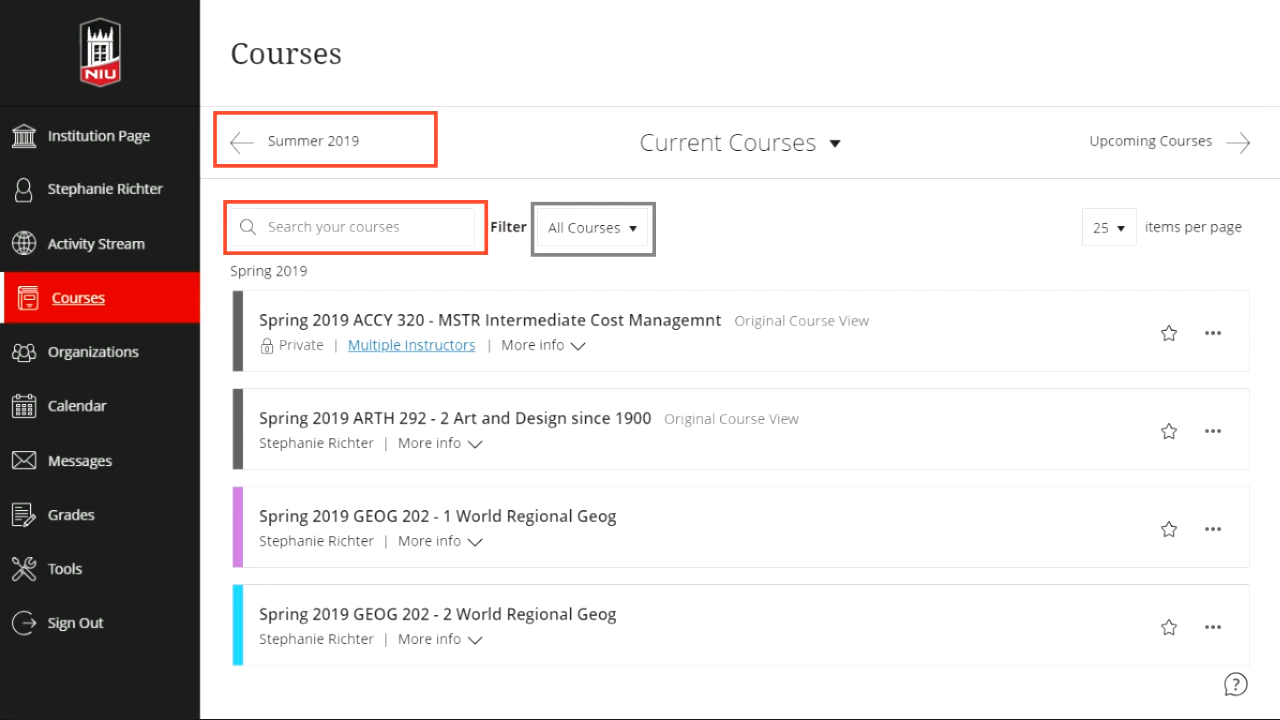 NIU
Courses
Institution Page
Stephanie Richter
Activity Stream
Courses
Organizations
Calendar
Messages
Grades
Tools
Sign Out
Summer 2019
Current Courses
Upcoming Courses
Search your courses
Filter
All Courses
25
items per page
Spring 2019
Spring 2019 ACCY 320 - MSTR Intermediate Cost Managemnt Original Course View
Private | Multiple Instructors | More info
Spring 2019 ARTH 292 - 2 Art and Design since 1900 Original Course View
Stephanie Richter | More info
Spring 2019 GEOG 202 - 1 World Regional Geog
Stephanie Richter | More info
Spring 2019 GEOG 202 - 2 World Regional Geog
Stephanie Richter | More info
?